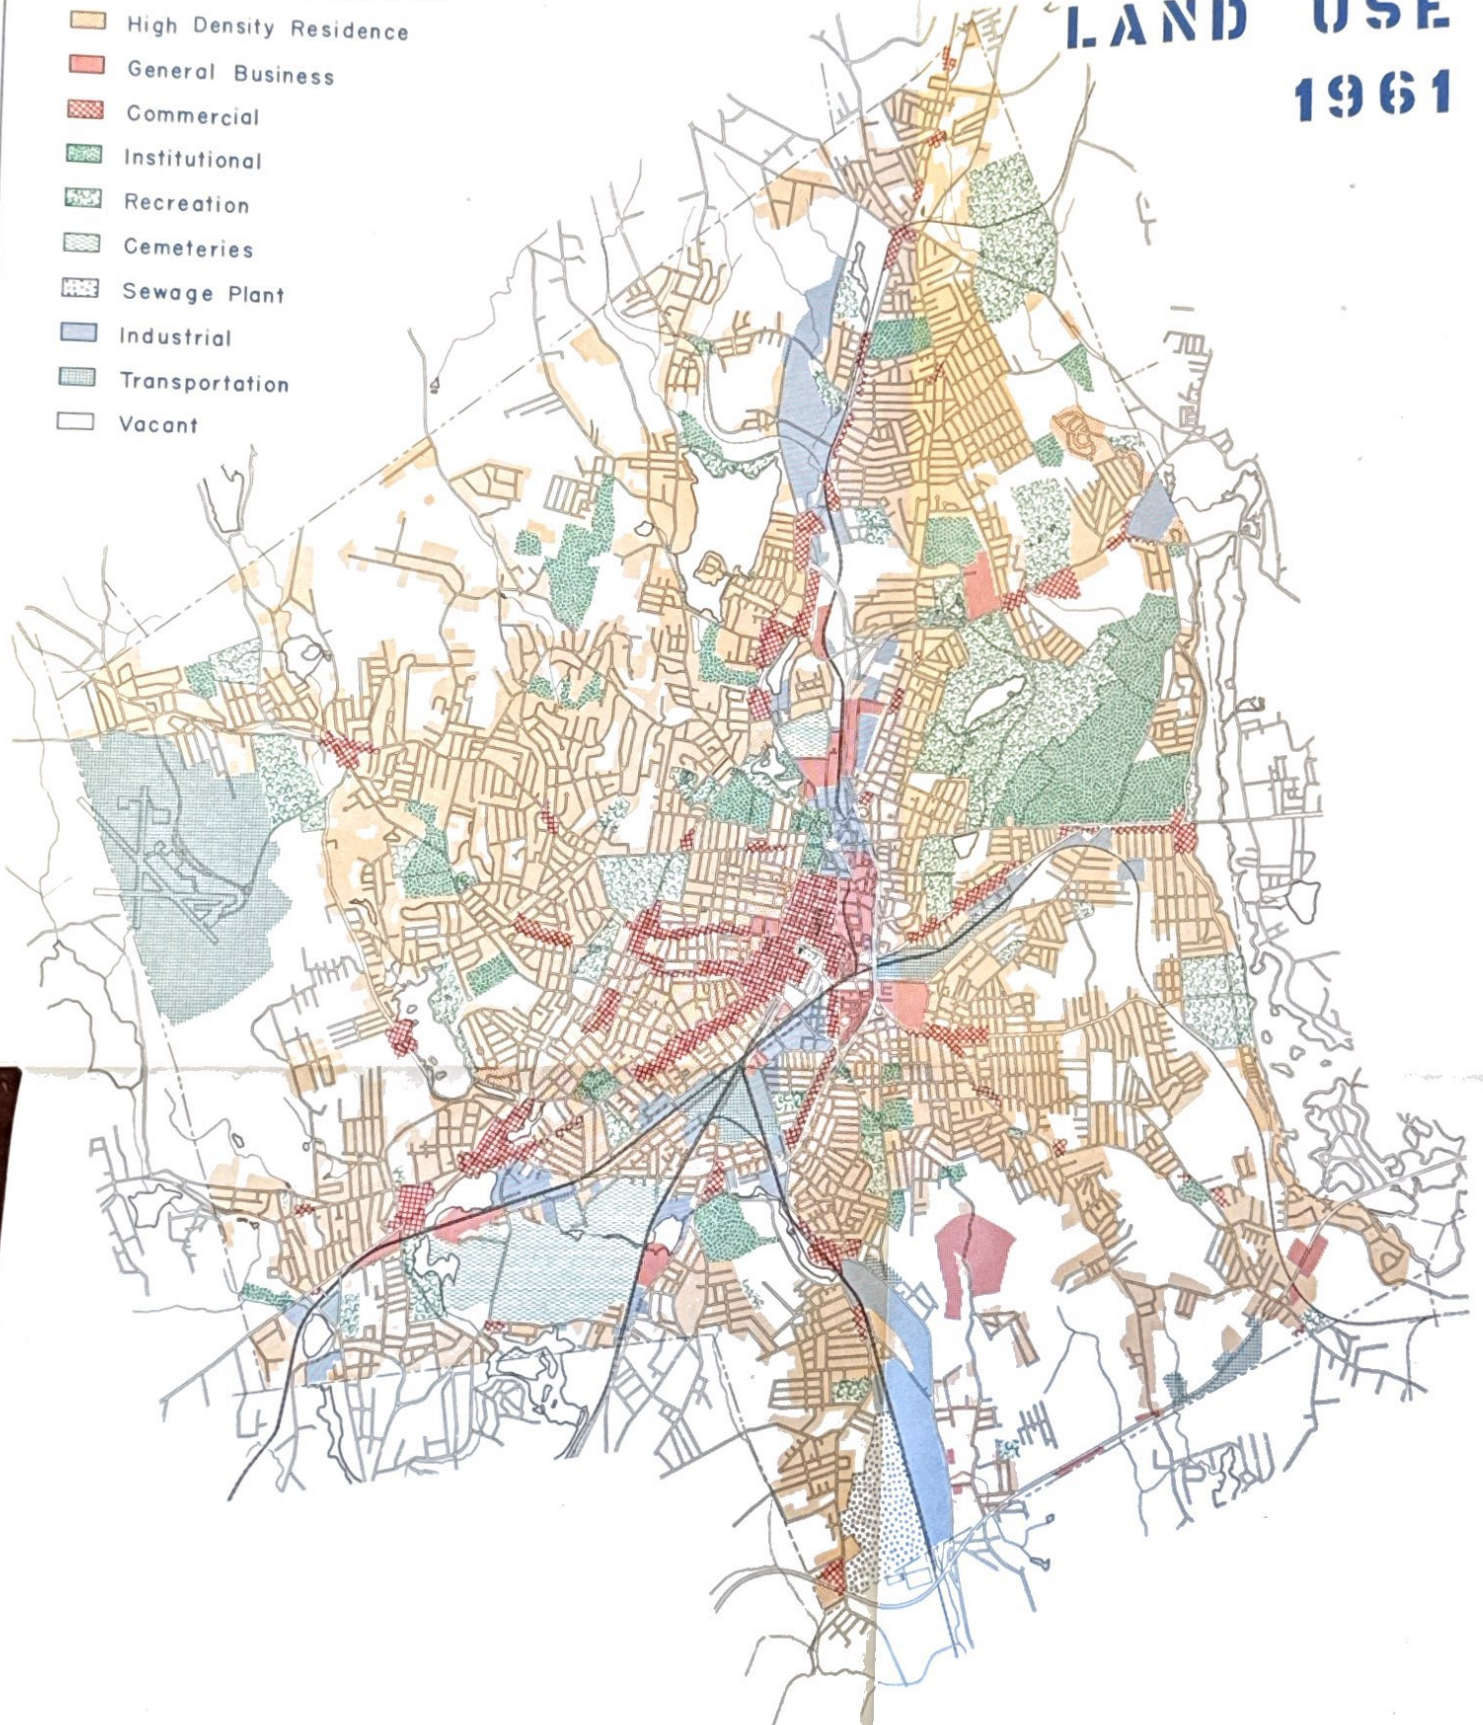 LAND USE
1961
High Density Residence
General Business
Commercial
Institutional
Recreation
Cemeteries
Sewage Plant
Industrial
Transportation
Vacant